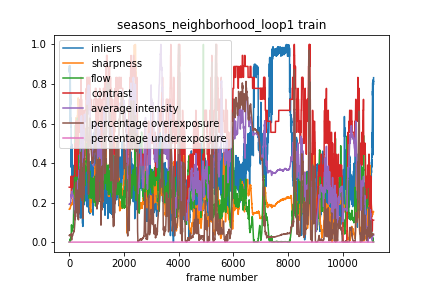 seasons_neighborhood_loop1 train
1.0
0.8
0.6
0.4
0.2
0.0
inliers
sharpness
flow
contrast
average intensity
percentage overexposure
percentage underexposure
0 2000 4000 6000 8000 10000
frame number